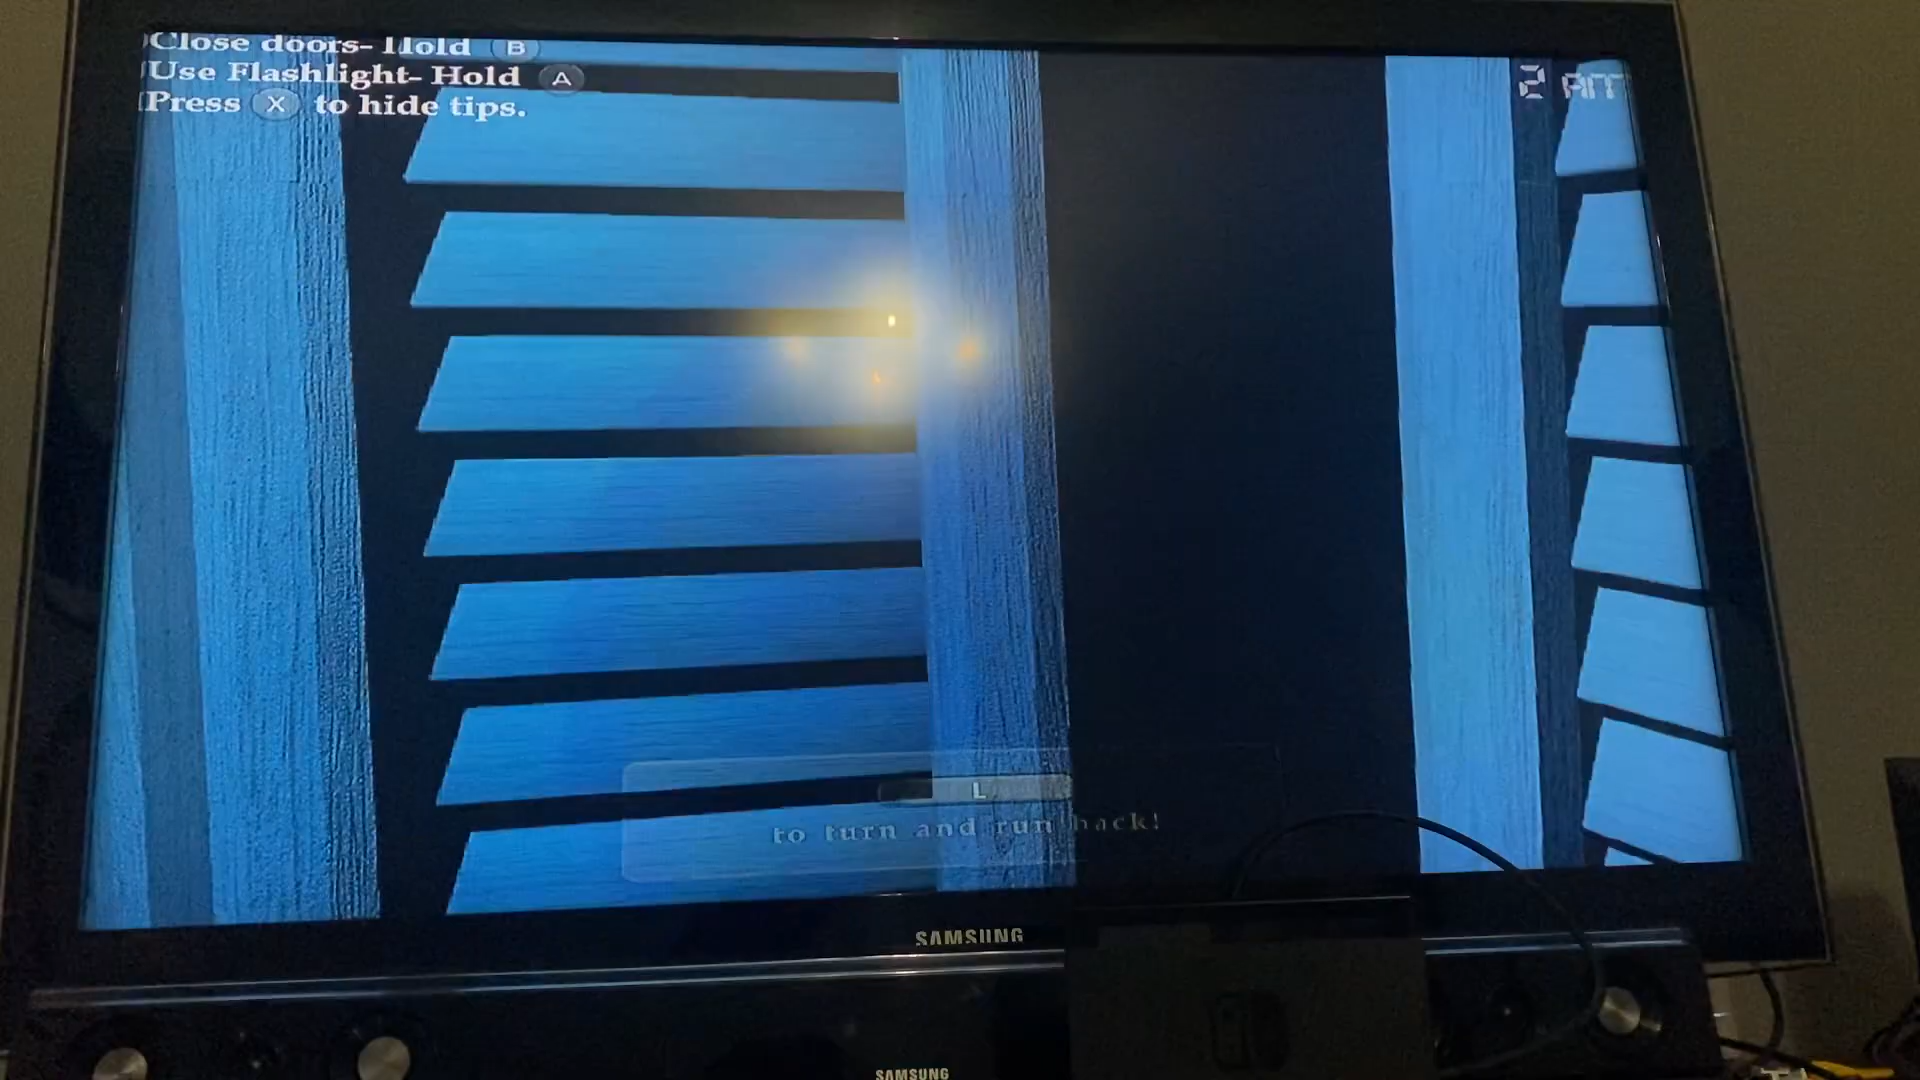 Close doors- Hold B
Use Flashlight- Hold A
Press X to hide tips.
2 AM
L
to turn and run back!
SAMSUNG
SAMSUNG